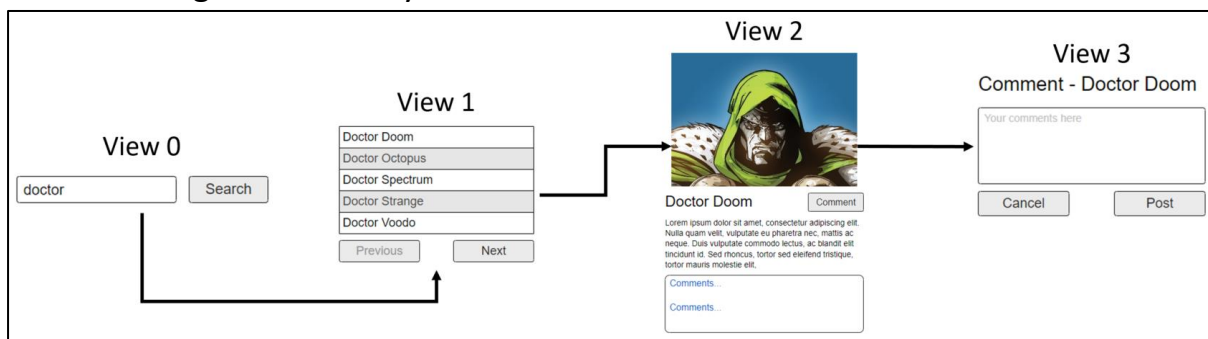 View 0
doctor
Search
View 1
Doctor Doom
Doctor Octopus
Doctor Spectrum
Doctor Strange
Doctor Voodo
Previous
Next
View 2
Doctor Doom
Comment
Lorem ipsum dolor sit amet, consectetur adipiscing elit.
Nulla quam velit, vulputate eu pharetra nec, mattis ac
neque. Duis vulputate commodo lectus, ac blandit elit
tincidunt id. Sed rhoncus, tortor sed eleifend tristique,
tortor mauris molestie elit,
Comments...
Comments...
View 3
Comment - Doctor Doom
Your comments here
Cancel
Post